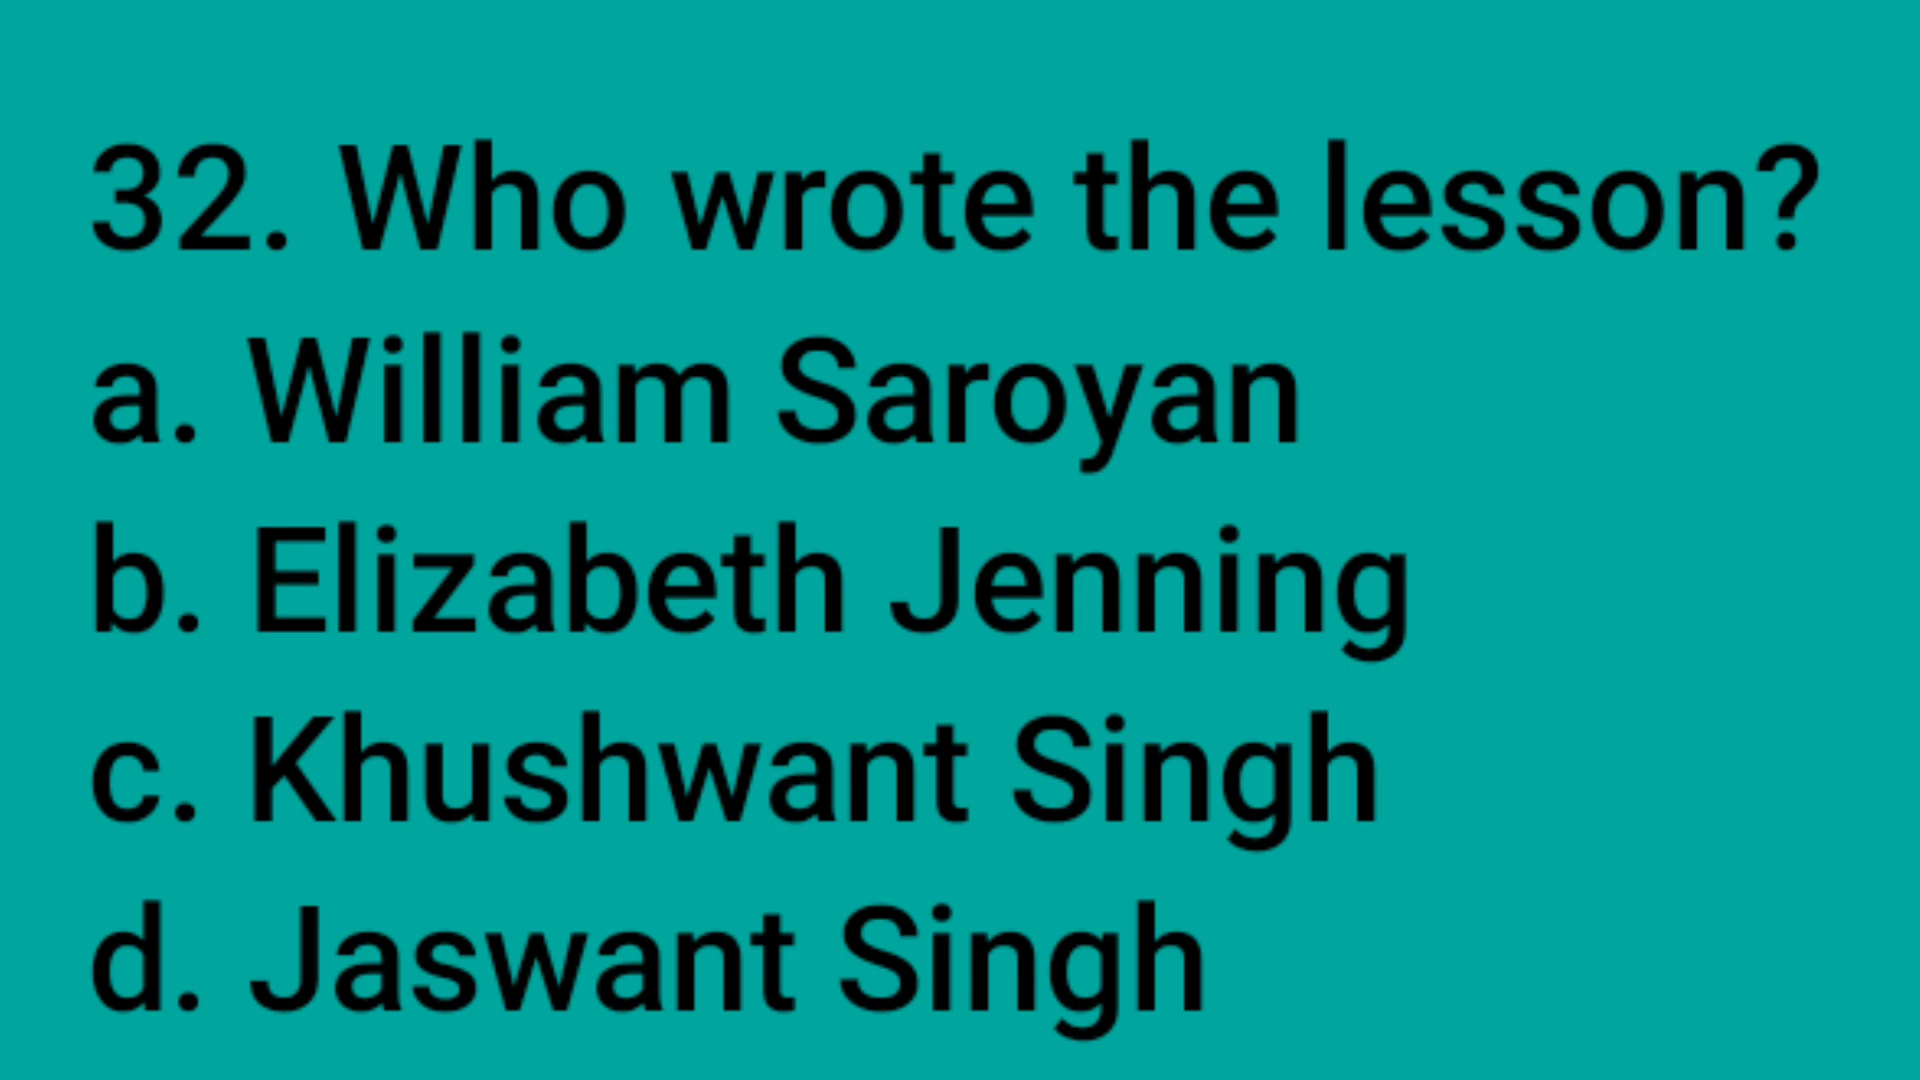 32. Who wrote the lesson?
a. William Saroyan
b. Elizabeth Jenning
c. Khushwant Singh
d. Jaswant Singh